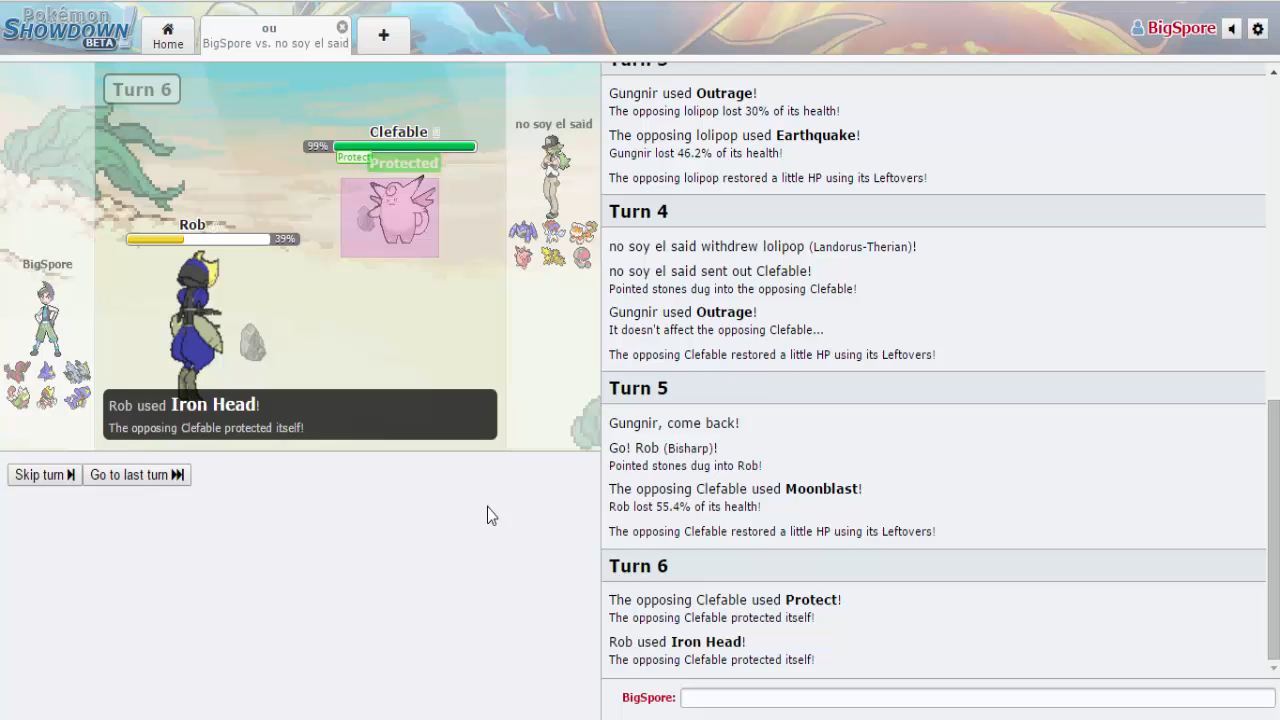 Pokémon
SHOWDOWN
BETA
Home
ou
BigSpore vs. no soy el said
+
BigSpore
Turn 6
Clefable
99%
Protect
Protected
no soy el said
Rob
39%
BigSpore
Rob used Iron Head!
The opposing Clefable protected itself!
Skip turn
Go to last turn
Gungnir used Outrage!
The opposing lolipop lost 30% of its health!
The opposing lolipop used Earthquake!
Gungnir lost 46.2% of its health!
The opposing lolipop restored a little HP using its Leftovers!
Turn 4
no soy el said withdrew lolipop (Landorus-Therian)!
no soy el said sent out Clefable!
Pointed stones dug into the opposing Clefable!
Gungnir used Outrage!
It doesn't affect the opposing Clefable...
The opposing Clefable restored a little HP using its Leftovers!
Turn 5
Gungnir, come back!
Go! Rob (Bisharp)!
Pointed stones dug into Rob!
The opposing Clefable used Moonblast!
Rob lost 55.4% of its health!
The opposing Clefable restored a little HP using its Leftovers!
Turn 6
The opposing Clefable used Protect!
The opposing Clefable protected itself!
Rob used Iron Head!
The opposing Clefable protected itself!
BigSpore: